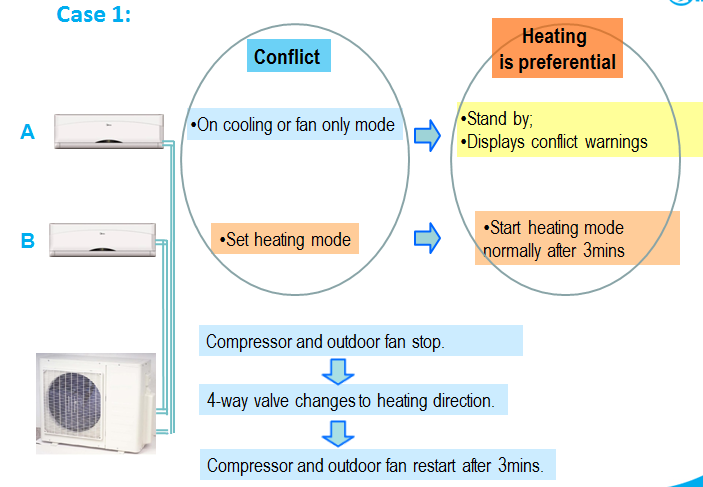 Case 1:
Conflict
Heating
is preferential
A
•On cooling or fan only mode
•Stand by;
•Displays conflict warnings
B
•Set heating mode
•Start heating mode
normally after 3mins
Compressor and outdoor fan stop.
4-way valve changes to heating direction.
Compressor and outdoor fan restart after 3mins.